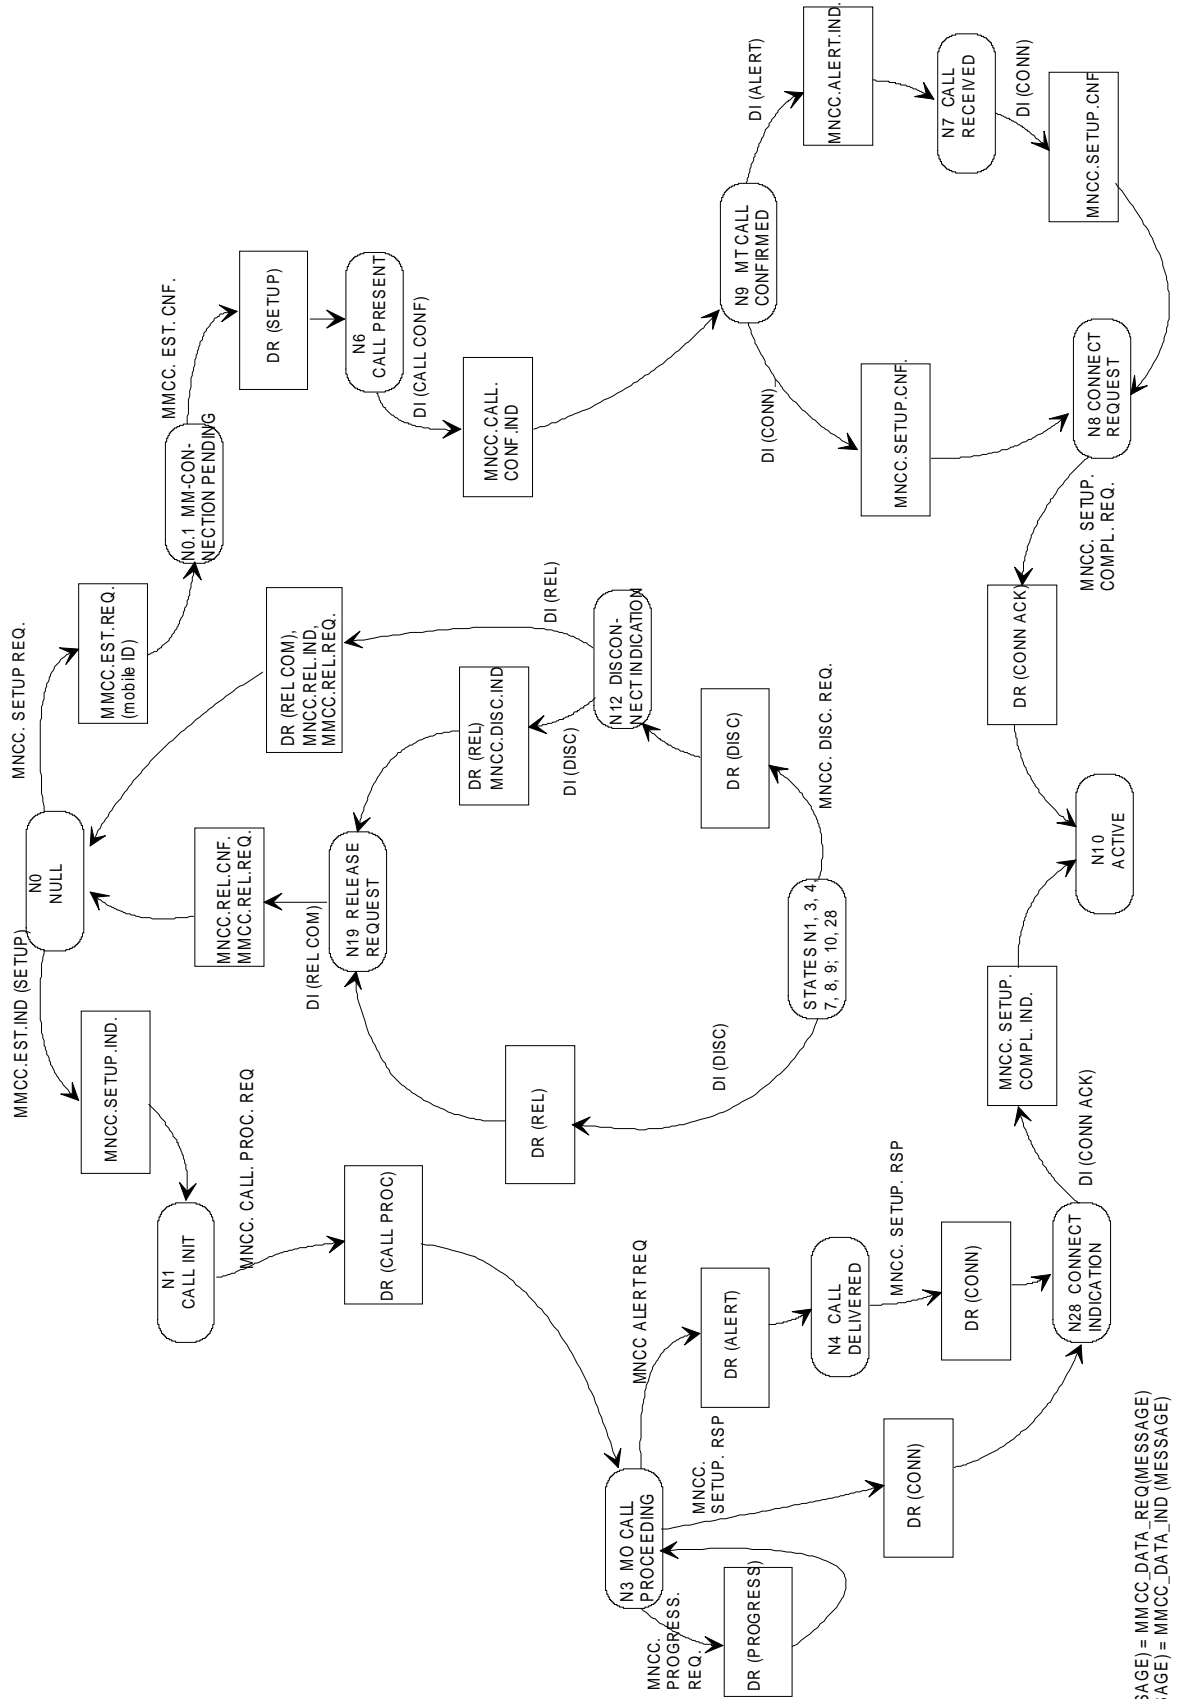 MNCC. SETUP REQ.
MMCC.EST.IND (SETUP)
N0
NULL
MMCC.EST.REQ.
(mobile ID)
MNCC.SETUP.IND.
MMCC. EST. CNF.
N0.1 MM-CON-
NECTION PENDING
N1
CALL INIT
MNCC. CALL. PROC. REQ
DR (SETUP)
DR (REL COM),
MNCC.REL.IND,
MMCC.REL.REQ.
MNCC.REL.CNF.
MMCC.REL.REQ.
DI (REL COM)
N19 RELEASE
REQUEST
N6
CALL PRESENT
DI (CALL CONF)
DR (CALL PROC)
MNCC.CALL.
CONF.IND
DR (REL)
MNCC.DISC.IND
DI (DISC)
DI (REL)
DR (REL)
N12 DISCON-
NECT INDICATION
N3 MO CALL
PROCEEDING
MNCC ALERT REQ
MNCC.
SETUP. RSP
MNCC.
PROGRESS.
REQ.
DR (PROGRESS)
DR (ALERT)
DR (DISC)
MNCC. DISC. REQ.
DI (DISC)
STATES N1, 3, 4,
7, 8, 9; 10, 28
N9 MT CALL
CONFIRMED
DI (ALERT)
DI (CONN)
MNCC.ALERT.IND.
MNCC.SETUP.CNF.
N4 CALL
DELIVERED
MNCC. SETUP. RSP
DR (CONN)
DR (CONN)
N7 CALL
RECEIVED
DI (CONN)
MNCC.SETUP.CNF
N8 CONNECT
REQUEST
MNCC. SETUP.
COMPL. REQ.
DR (CONN ACK)
MNCC. SETUP.
COMPL. IND.
DI (CONN ACK)
N28 CONNECT
INDICATION
N10
ACTIVE
SAGE) = MMCC_DATA_REQ(MESSAGE)
SAGE) = MMCC_DATA_IND (MESSAGE)